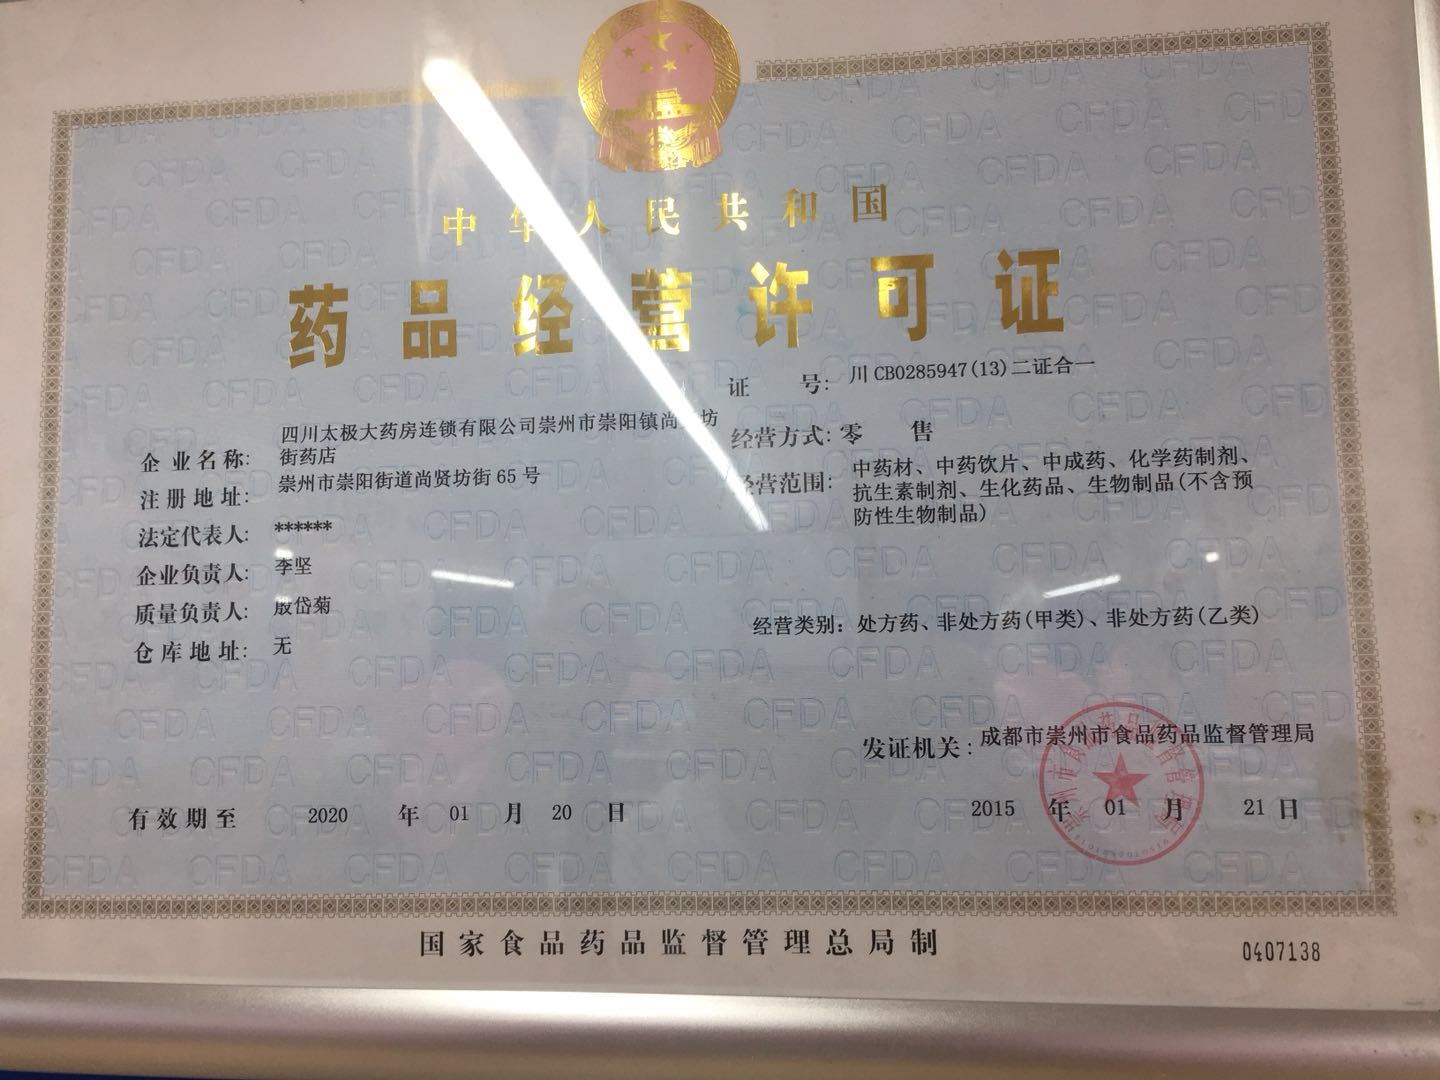 中华人民共和国
药品经营许可证
证 号: 川CB0285947(13)二证合一
企业名称: 四川太极大药房连锁有限公司崇州市崇阳镇尚 坊
街药店
注册地址: 崇州市崇阳街道尚贤坊街65号
法定代表人: ******
企业负责人: 李坚
质量负责人: 殷岱菊
仓库地址: 无
经营方式: 零 售
经营范围: 中药材、中药饮片、中成药、化学药制剂、
抗生素制剂、生化药品、生物制品(不含预
防性生物制品)
经营类别: 处方药、非处方药(甲类)、非处方药(乙类)
发证机关: 成都市崇州市食品药品监督管理局
有效期至 2020 年 01 月 20 日
2015 年 01 月 21 日
国家食品药品监督管理总局制
0407138